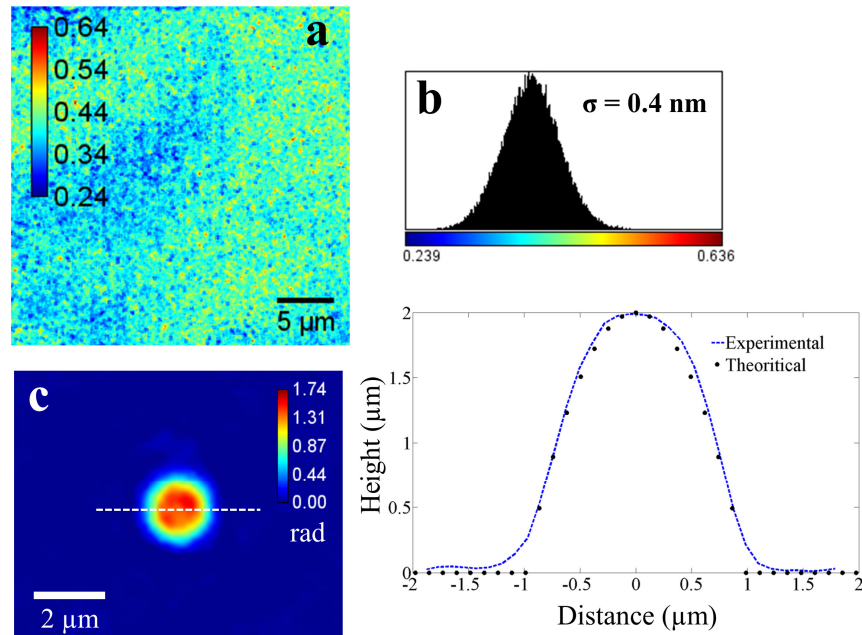 a
0.64
0.54
0.44
0.34
0.24
5 µm
b
σ = 0.4 nm
0.239
0.636
c
1.74
1.31
0.87
0.44
0.00
rad
2 µm
Height (µm)
2
1.5
1
0.5
0
Experimental
Theoritical
-2
-1.5
-1
-0.5
0
0.5
1
1.5
2
Distance (µm)